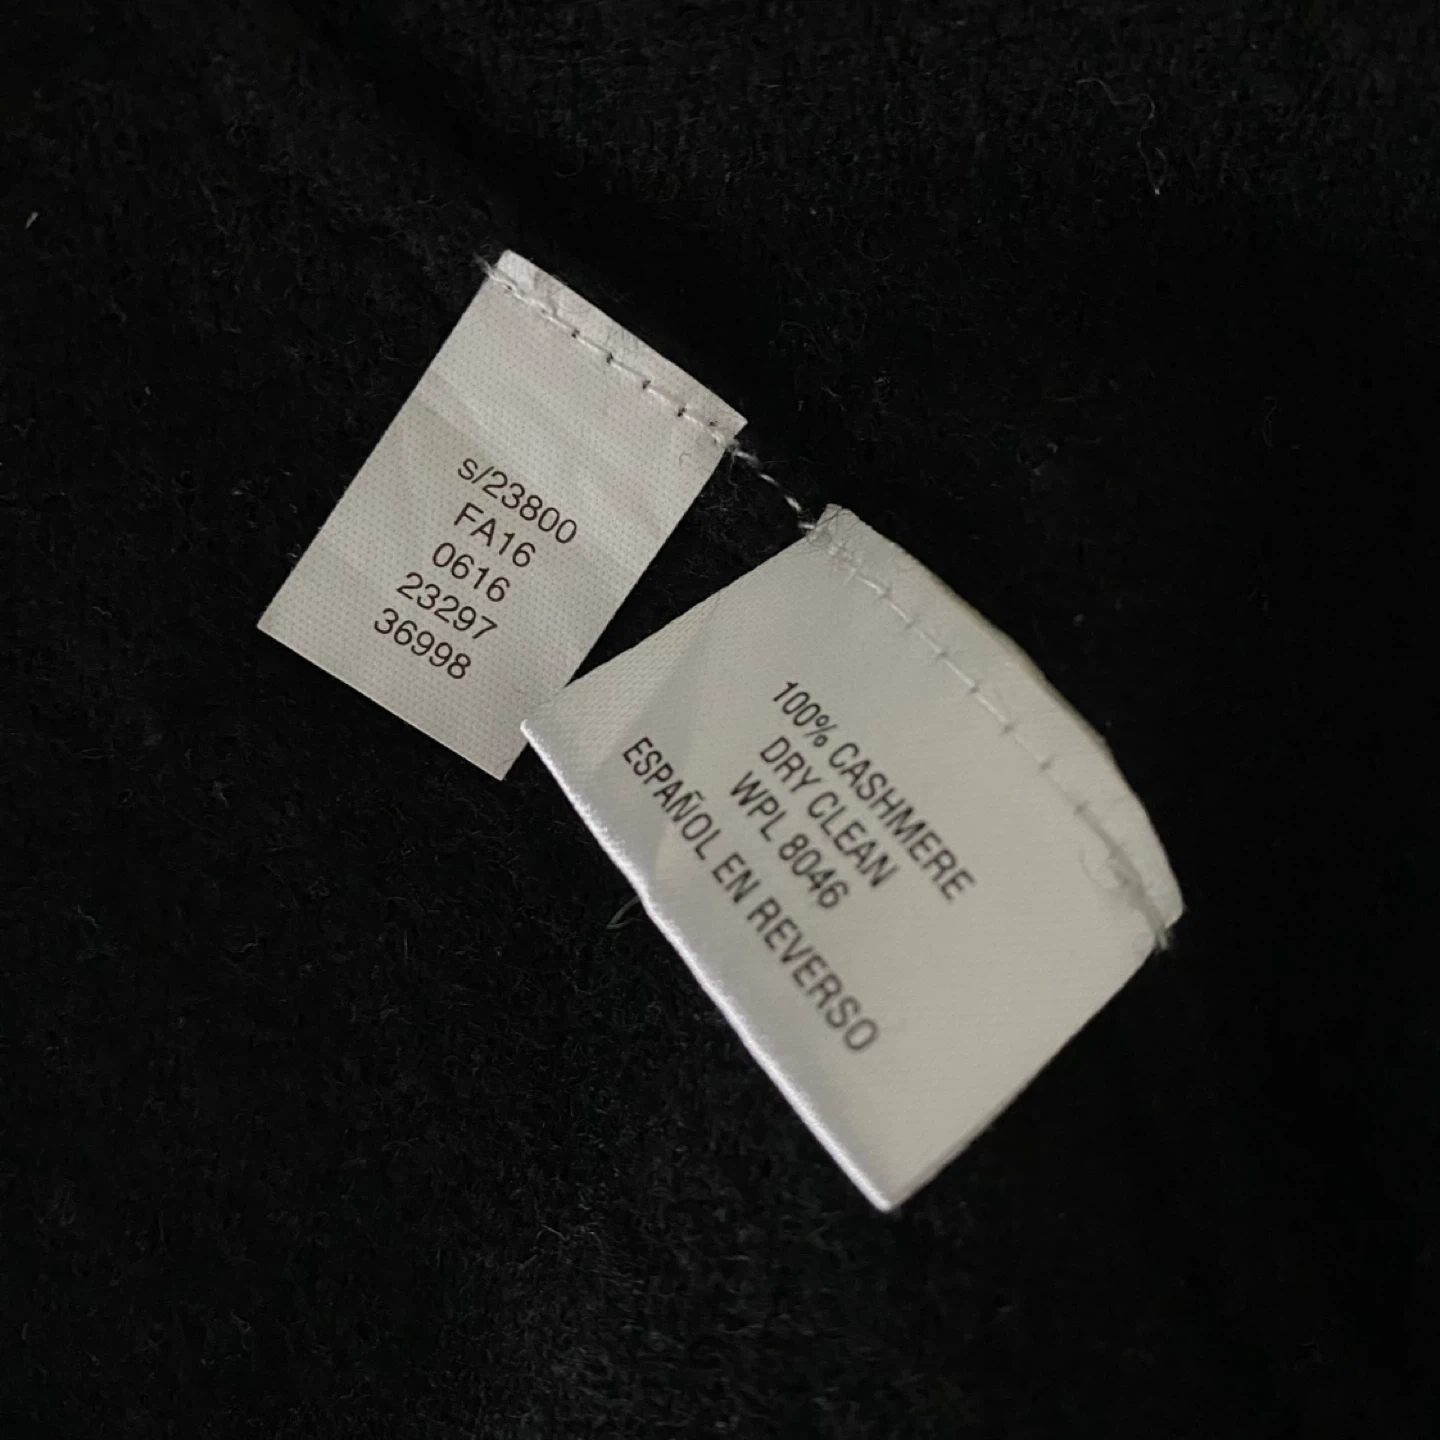 s/23800
FA16
0616
23297
36998
100% CASHMERE
DRY CLEAN
WPL 8046
ESPAÑOL EN REVERSO